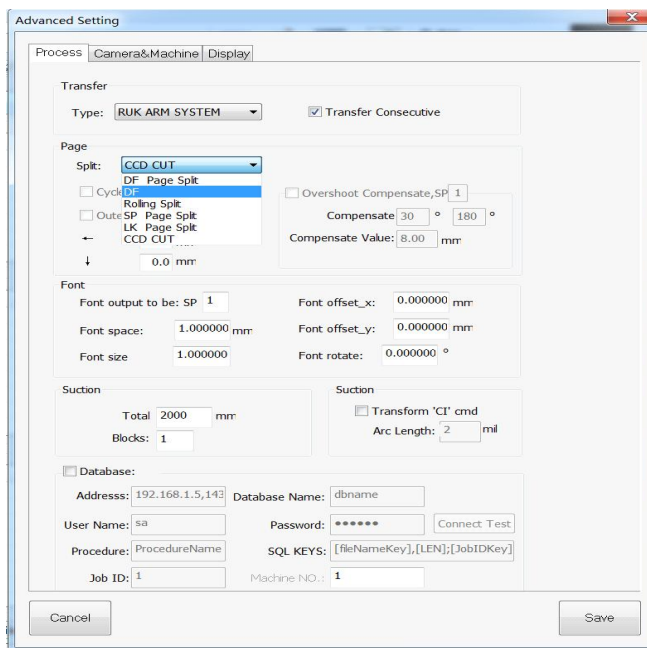 Advanced Setting
Process Camera&Machine Display
Transfer
Type: RUK ARM SYSTEM Transfer Consecutive
Page
Split: CCD CUT
DF Page Split
DF
Rolling Split
SP Page Split
LK Page Split
CCD CUT
Overshoot Compensate,SP 1
Compensate 30 ° 180 °
Compensate Value: 8.00 mm
← 
↓ 0.0 mm
Font
Font output to be: SP 1 Font offset_x: 0.000000 mm
Font space: 1.000000 mm Font offset_y: 0.000000 mm
Font size 1.000000 Font rotate: 0.000000 °
Suction Suction
Total 2000 mm Transform 'CI' cmd
Blocks: 1 Arc Length: 2 mil
Database:
Addresss: 192.168.1.5,143 Database Name: dbname
User Name: sa Password: ●●●●●● Connect Test
Procedure: ProcedureName SQL KEYS: [fileNameKey],[LEN];[JobIDKey]
Job ID: 1 Machine NO.: 1
Cancel Save